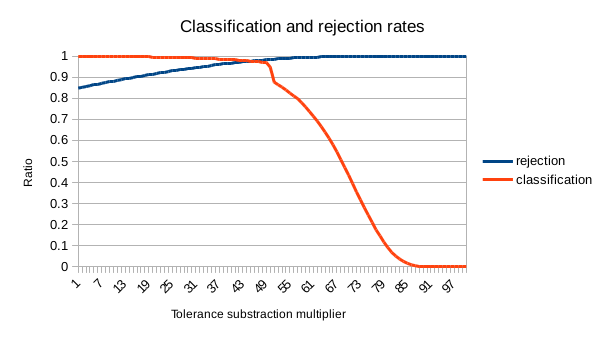 Classification and rejection rates
1
0.9
0.8
0.7
0.6
0.5
0.4
0.3
0.2
0.1
0
Ratio
1 7 13 19 25 31 37 43 49 55 61 67 73 79 85 91 97
Tolerance substraction multiplier
rejection
classification